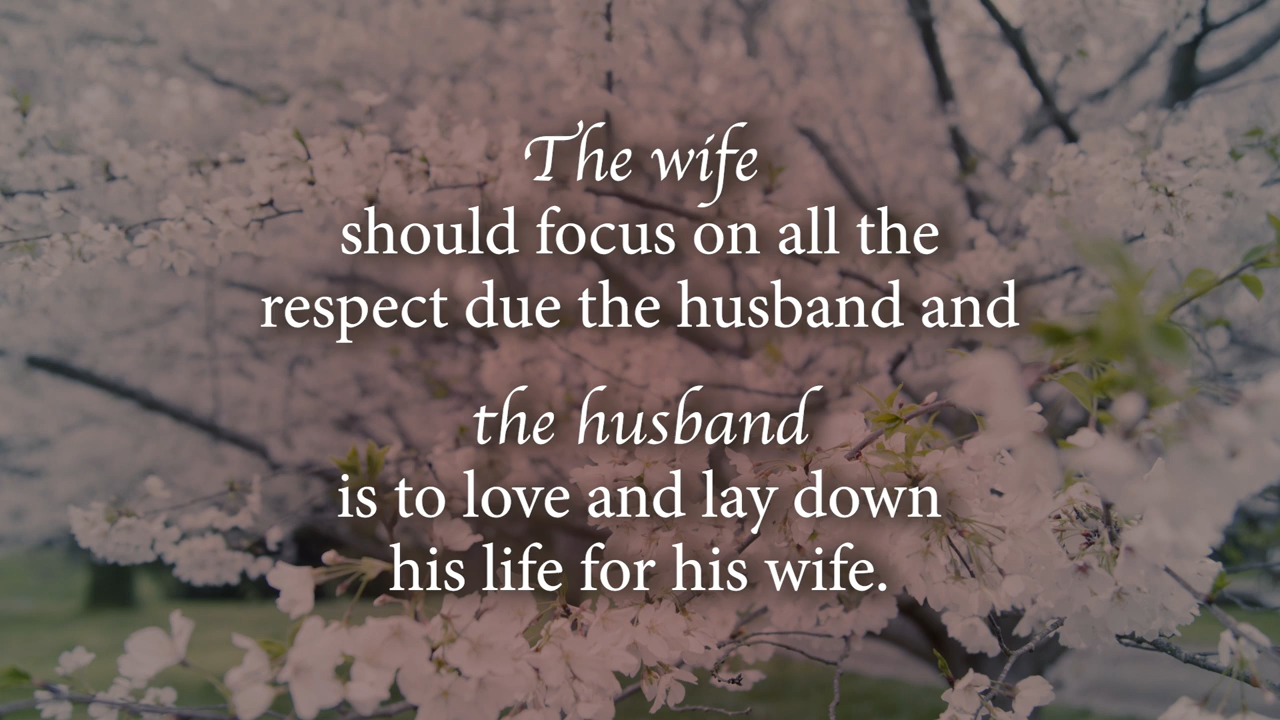 The wife
should focus on all the
respect due the husband and
the husband
is to love and lay down
his life for his wife.